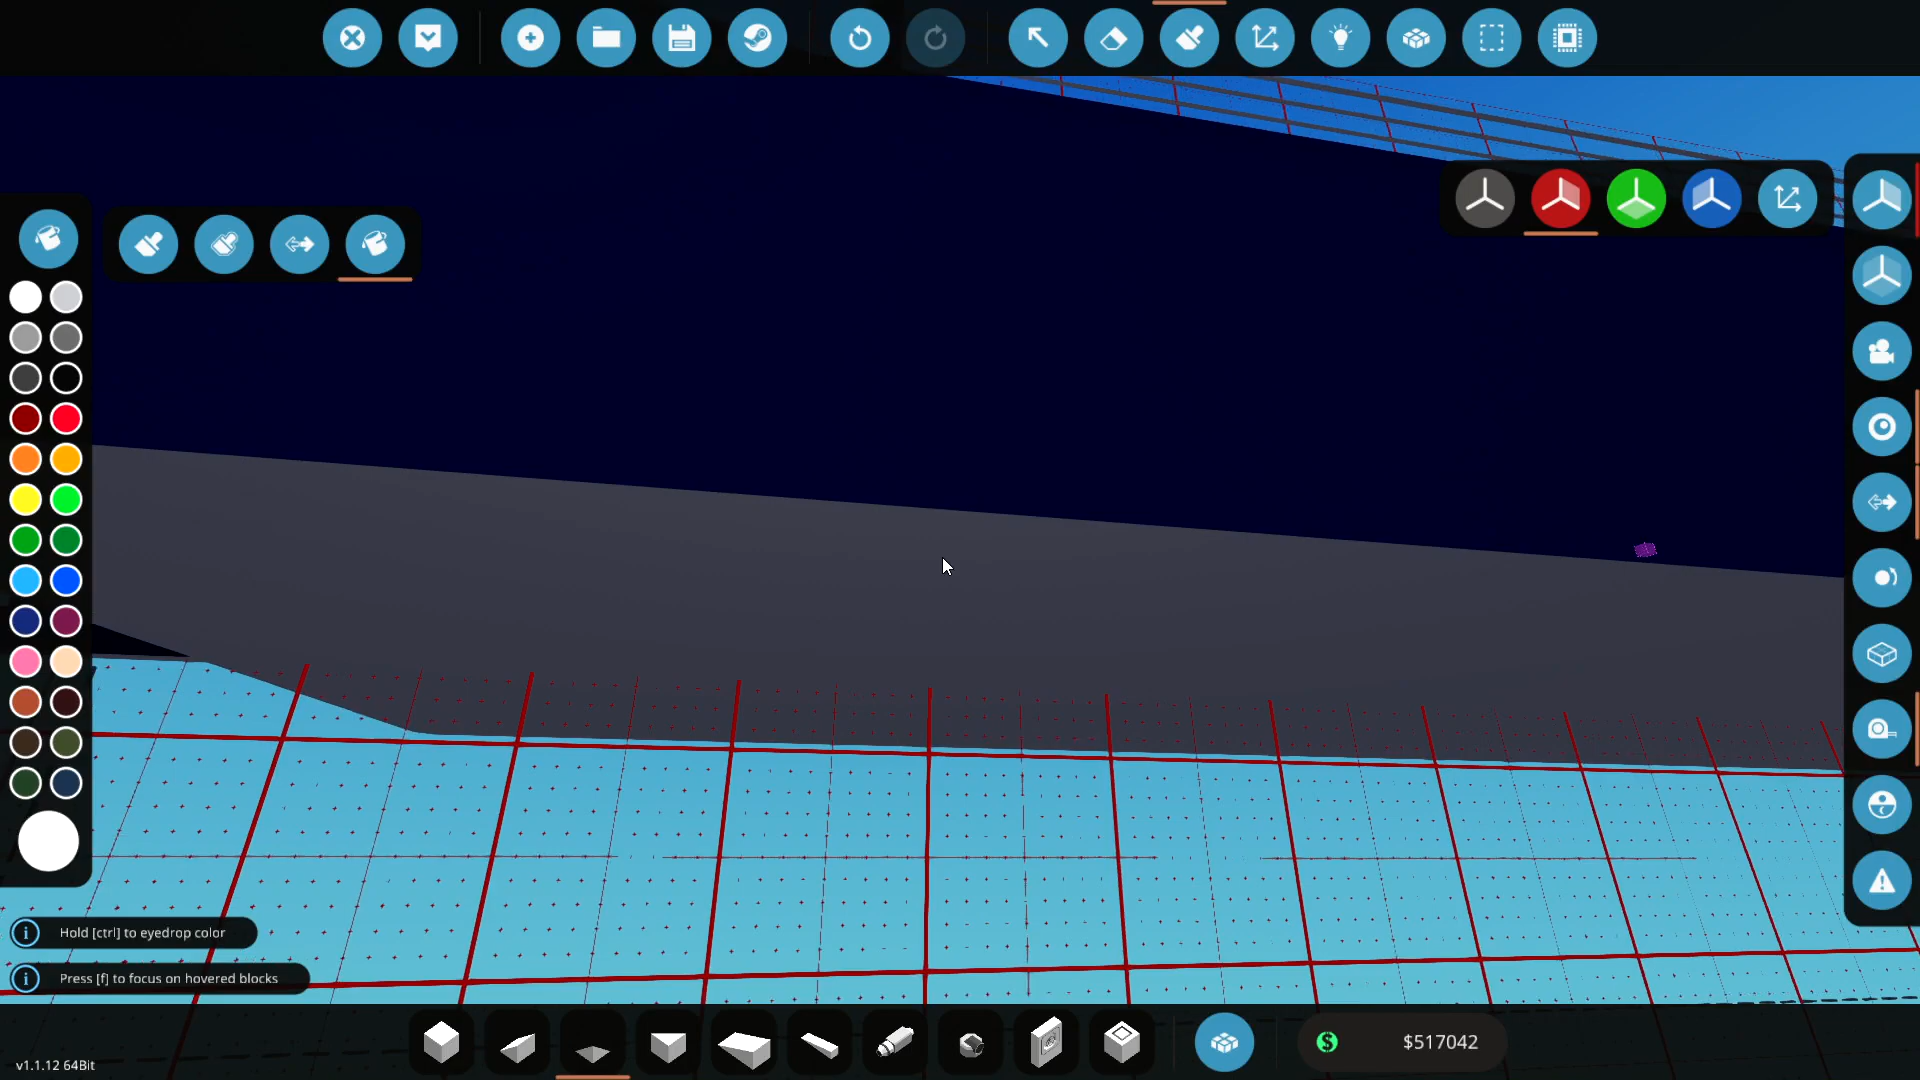 Hold [ctrl] to eyedrop color
Press [f] to focus on hovered blocks
$517042
v1.1.12 64Bit